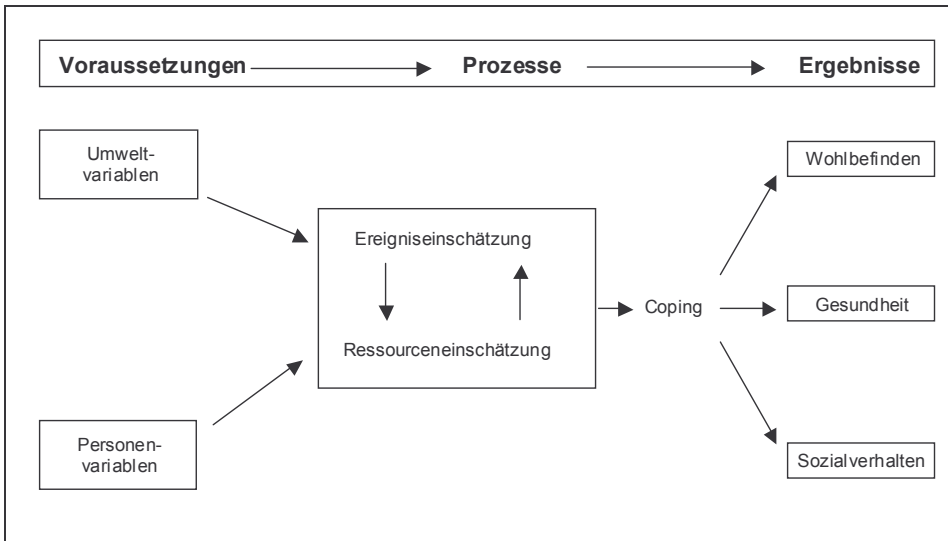 Voraussetzungen Prozesse Ergebnisse
Umwelt-
variablen
Wohlbefinden
Ereigniseinschätzung
Coping
Gesundheit
Ressourceneinschätzung
Personen-
variablen
Sozialverhalten